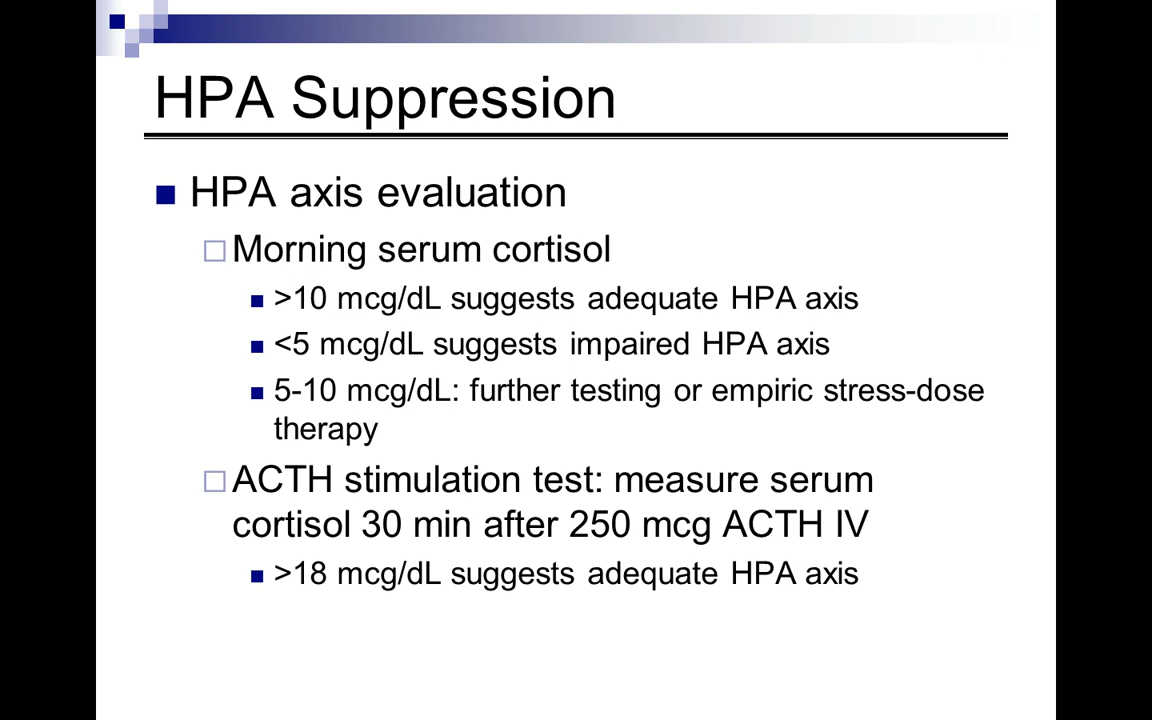 HPA Suppression
HPA axis evaluation
Morning serum cortisol
>10 mcg/dL suggests adequate HPA axis
<5 mcg/dL suggests impaired HPA axis
5-10 mcg/dL: further testing or empiric stress-dose
therapy
ACTH stimulation test: measure serum
cortisol 30 min after 250 mcg ACTH IV
>18 mcg/dL suggests adequate HPA axis